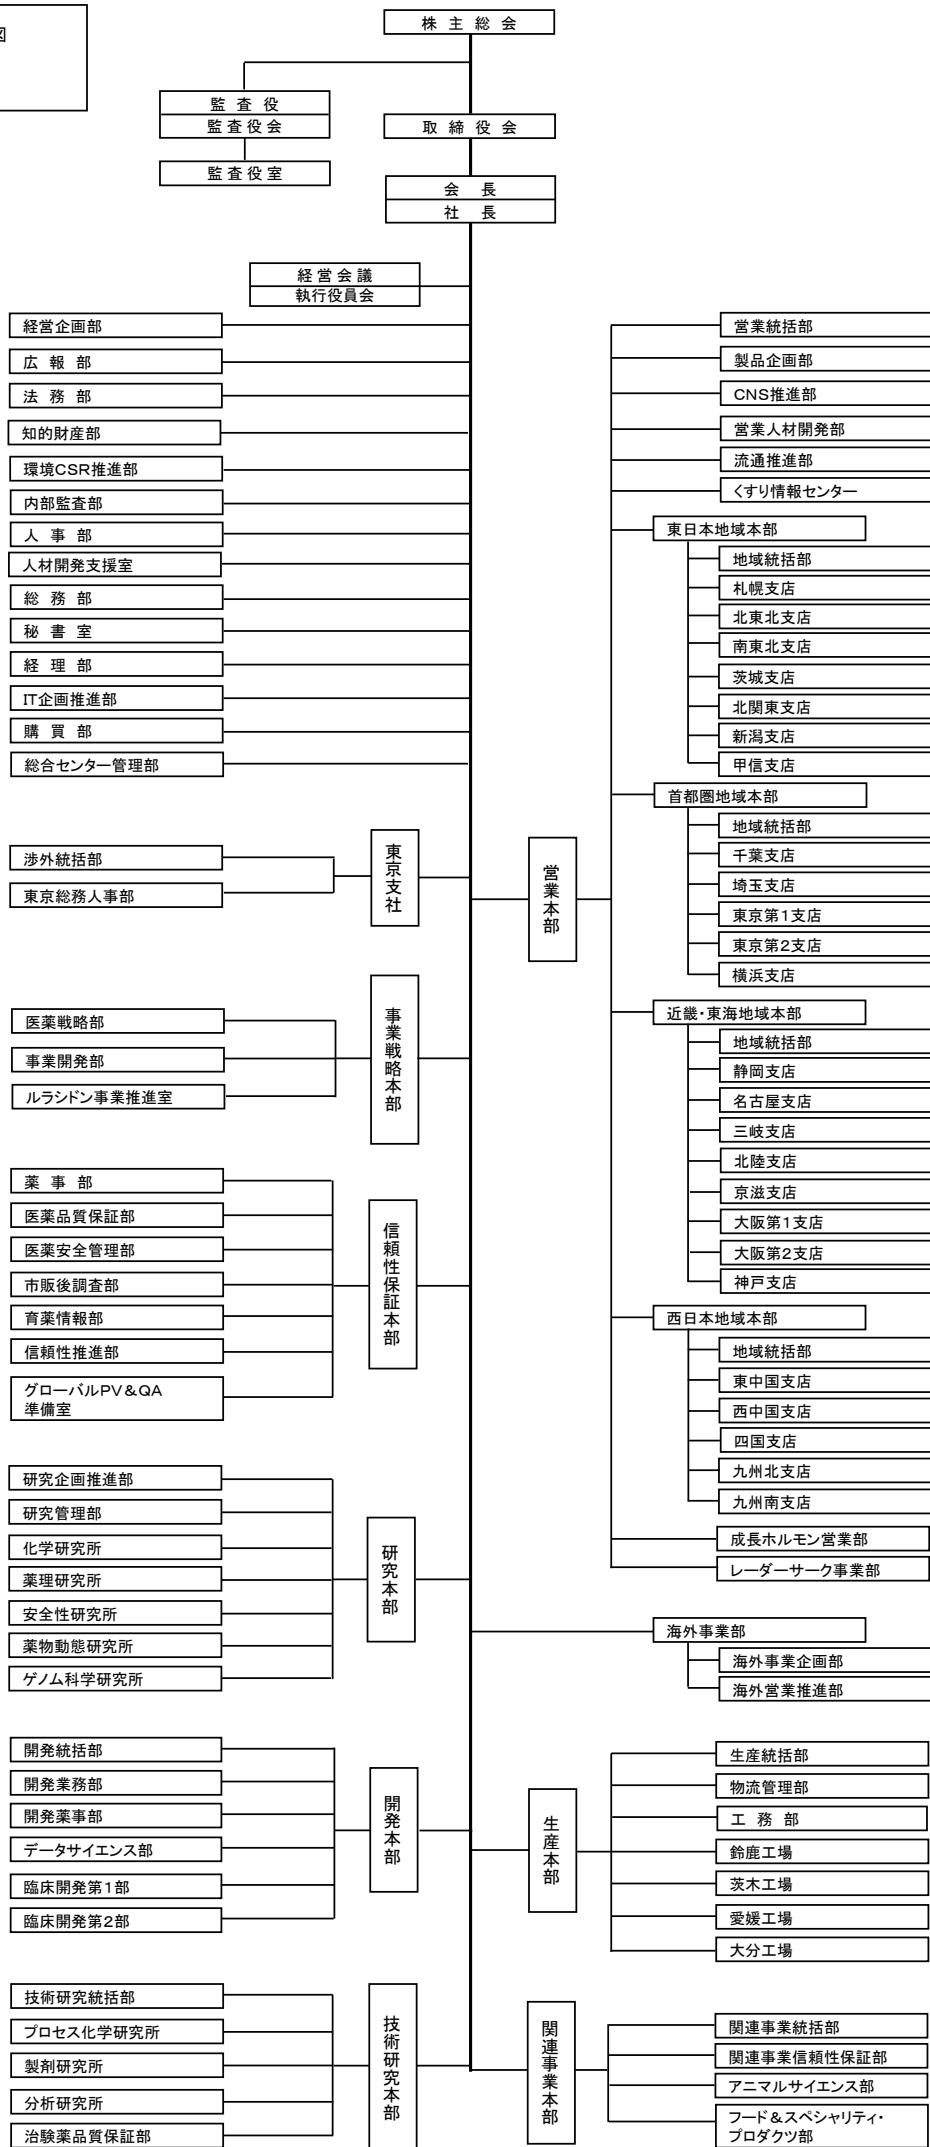 図
株 主 総 会
監 査 役
監 査 役 会
取 締 役 会
監 査 役 室
会 長
社 長
経 営 会 議
執行役員会
経営企画部
広 報 部
法 務 部
知的財産部
環境CSR推進部
内部監査部
人 事 部
人材開発支援室
総 務 部
秘 書 室
経 理 部
IT企画推進部
購 買 部
総合センター管理部
東京支社
渉外統括部
東京総務人事部
事業戦略本部
医薬戦略部
事業開発部
ルラシドン事業推進室
信頼性保証本部
薬 事 部
医薬品質保証部
医薬安全管理部
市販後調査部
育薬情報部
信頼性推進部
グローバルPV&QA
準備室
研究本部
研究企画推進部
研究管理部
化学研究所
薬理研究所
安全性研究所
薬物動態研究所
ゲノム科学研究所
開発本部
開発統括部
開発業務部
開発薬事部
データサイエンス部
臨床開発第1部
臨床開発第2部
技術研究本部
技術研究統括部
プロセス化学研究所
製剤研究所
分析研究所
治験薬品質保証部
営業本部
営業統括部
製品企画部
CNS推進部
営業人材開発部
流通推進部
くすり情報センター
東日本地域本部
地域統括部
札幌支店
北東北支店
南東北支店
茨城支店
北関東支店
新潟支店
甲信支店
首都圏地域本部
地域統括部
千葉支店
埼玉支店
東京第1支店
東京第2支店
横浜支店
近畿・東海地域本部
地域統括部
静岡支店
名古屋支店
三岐支店
北陸支店
京滋支店
大阪第1支店
大阪第2支店
神戸支店
西日本地域本部
地域統括部
東中国支店
西中国支店
四国支店
九州北支店
九州南支店
成長ホルモン営業部
レーダーサーク事業部
海外事業部
海外事業企画部
海外営業推進部
生産本部
生産統括部
物流管理部
工 務 部
鈴鹿工場
茨木工場
愛媛工場
大分工場
関連事業本部
関連事業統括部
関連事業信頼性保証部
アニマルサイエンス部
フード&スペシャリティ・
プロダクツ部